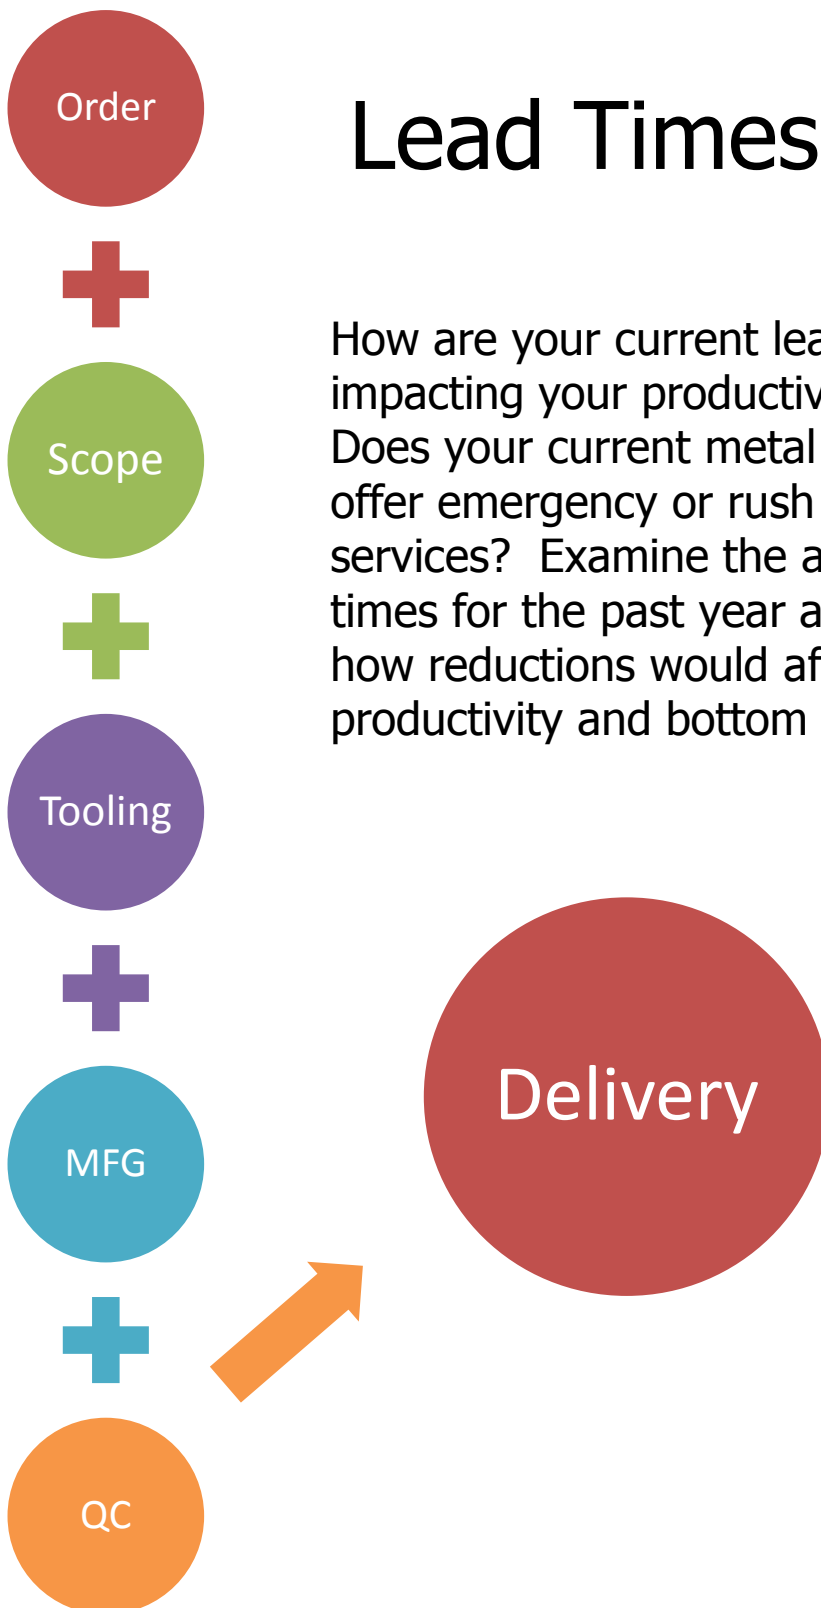 Order
Lead Times
How are your current lea
impacting your productiv
Does your current metal
offer emergency or rush
services?  Examine the a
times for the past year a
how reductions would af
productivity and bottom
Scope
Tooling
Delivery
MFG
QC